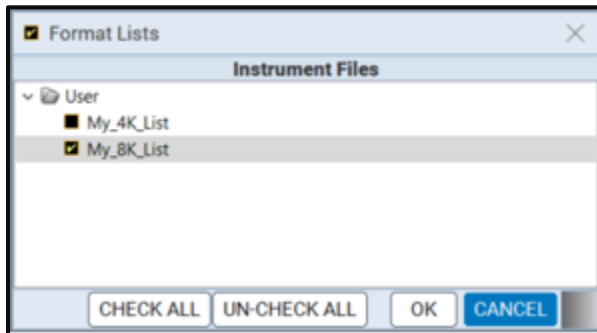 Format Lists
Instrument Files
User
My_4K_List
My_8K_List
CHECK ALL UN-CHECK ALL OK CANCEL